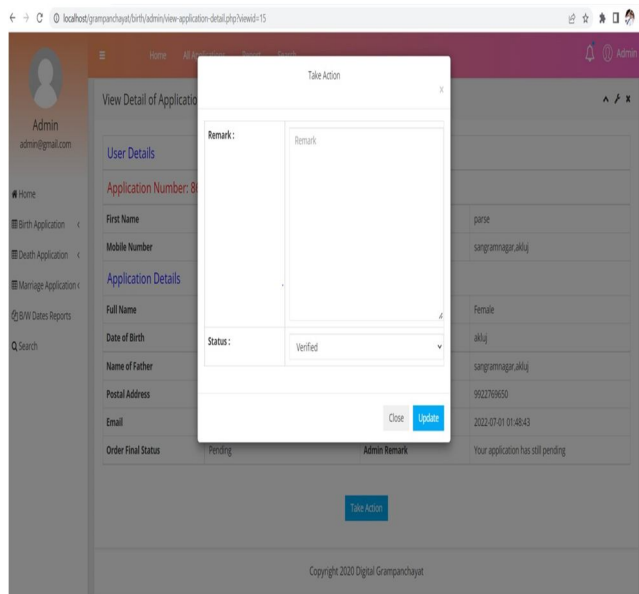 localhost/grampanchayat/birth/admin/view-application-detail.php?viewid=15
Home All Applications Report Search
Admin
Admin
admin@gmail.com
Home
Birth Application
Death Application
Marriage Application
B/W Dates Reports
Search
View Detail of Applicatio
User Details
Application Number: 8
First Name parse
Mobile Number sangramnagar,akluj
Application Details
Full Name Female
Date of Birth akluj
Name of Father sangramnagar,akluj
Postal Address 9922769650
Email 2022-07-01 01:48:43
Order Final Status Pending Admin Remark Your application has still pending
Take Action
x
Remark :
Remark
Status :
Verified
Close Update
Take Action
Copyright 2020 Digital Grampanchayat